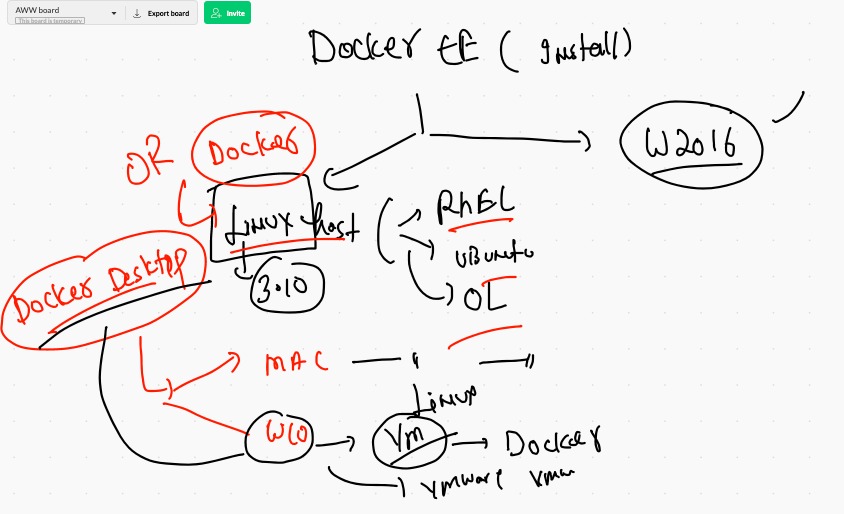 AWW board
This board is temporary
Export board
Invite
Docker EE ( Install)
OR
Docker
W2016
Linux host
RhEL
UBuntu
OL
3.10
Docker Desktop
MAC
Linux
W10
Vm
Docker
vmware